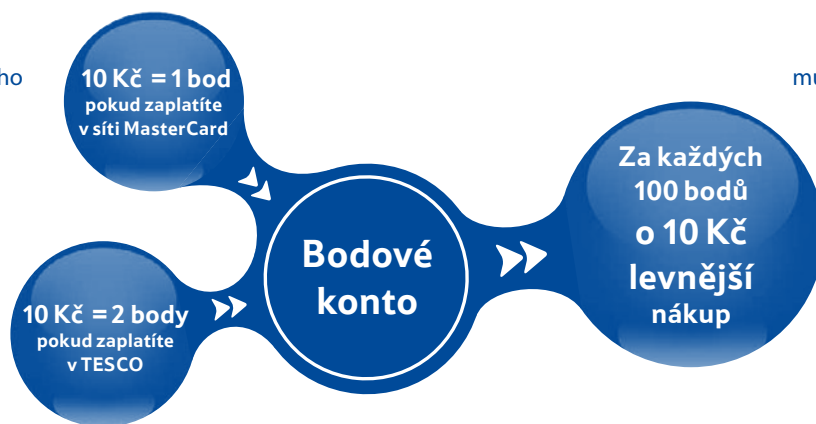 10 Kč = 1 bod
pokud zaplatíte
v síti MasterCard
10 Kč = 2 body
pokud zaplatíte
v TESCO
Bodové
konto
Za každých
100 bodů
o 10 Kč
levnější
nákup